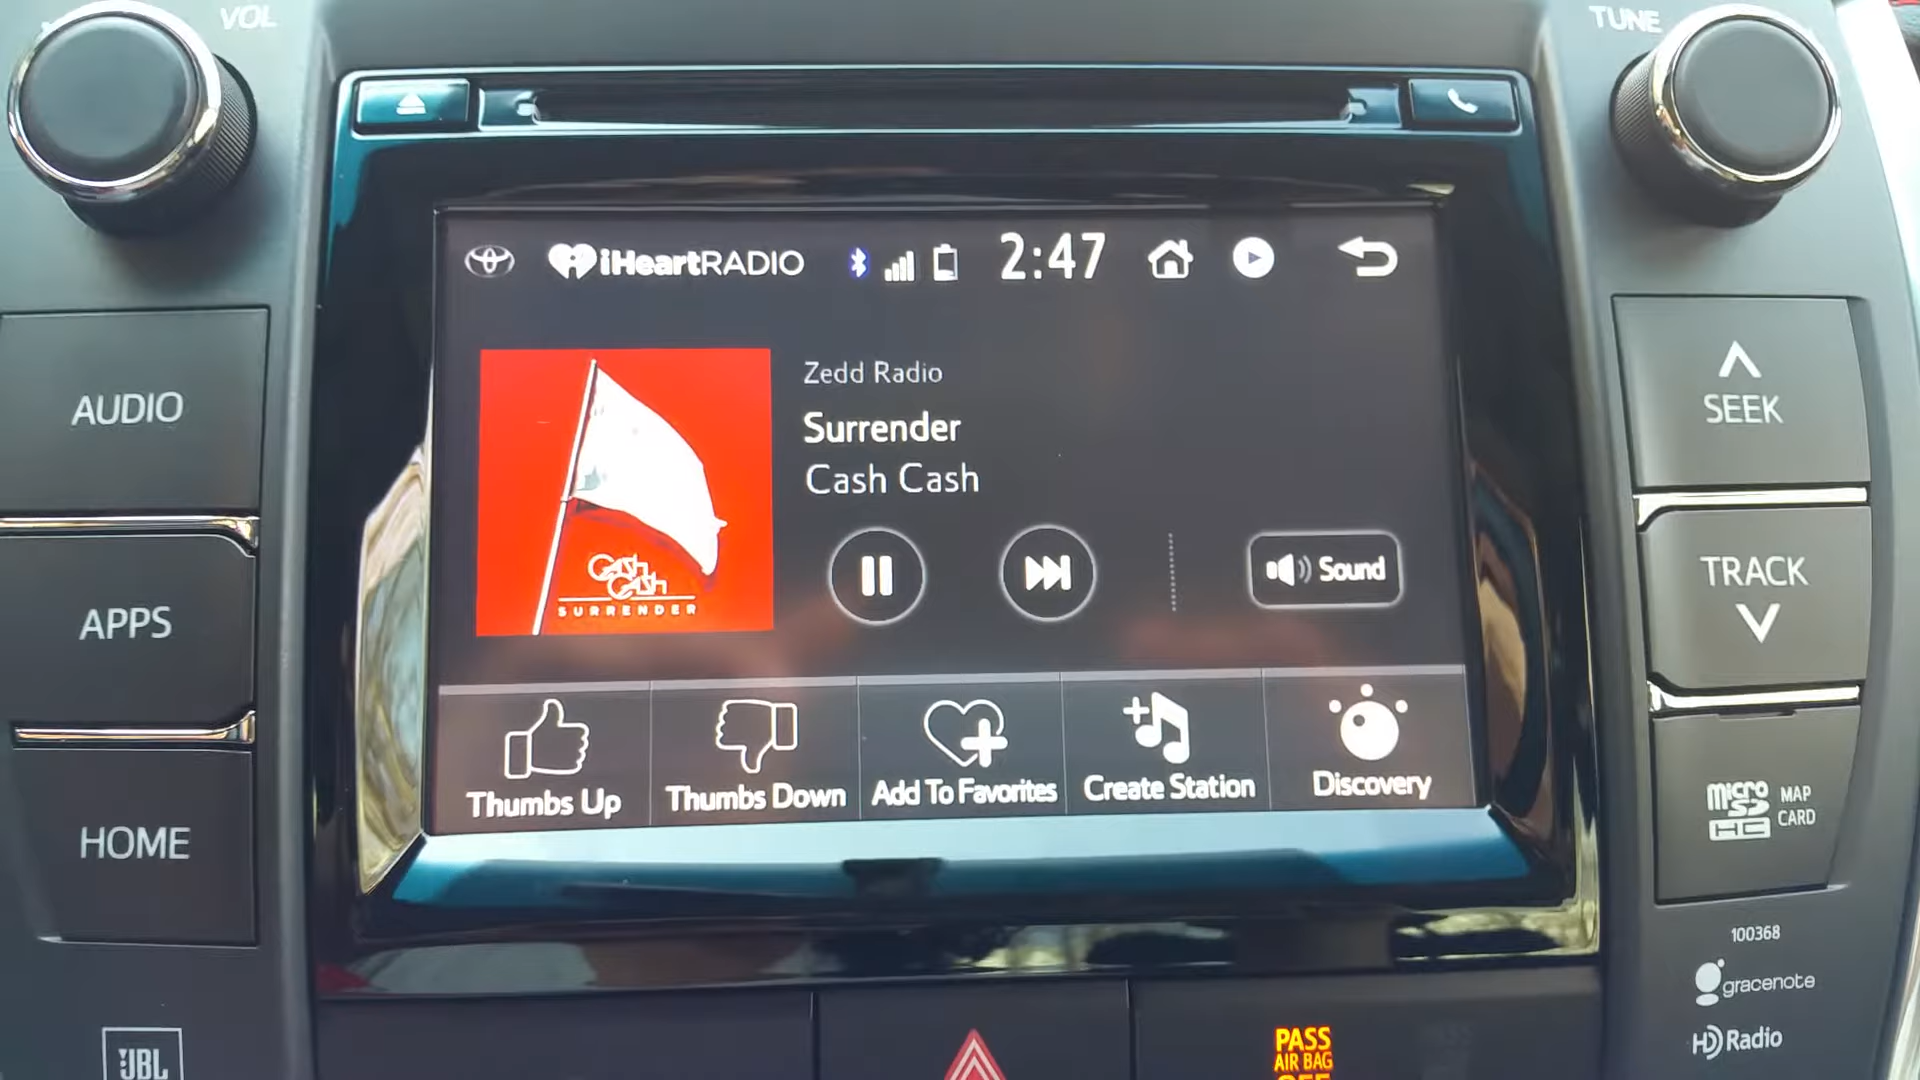 VOL
TUNE
iHeartRADIO
2:47
Zedd Radio
Surrender
Cash Cash
Cash
Cash
SURRENDER
Sound
Thumbs Up
Thumbs Down
Add To Favorites
Create Station
Discovery
AUDIO
APPS
HOME
JBL
SEEK
TRACK
micro
SD
HC
MAP
CARD
100368
gracenote
HD Radio
PASS
AIR BAG
OFF